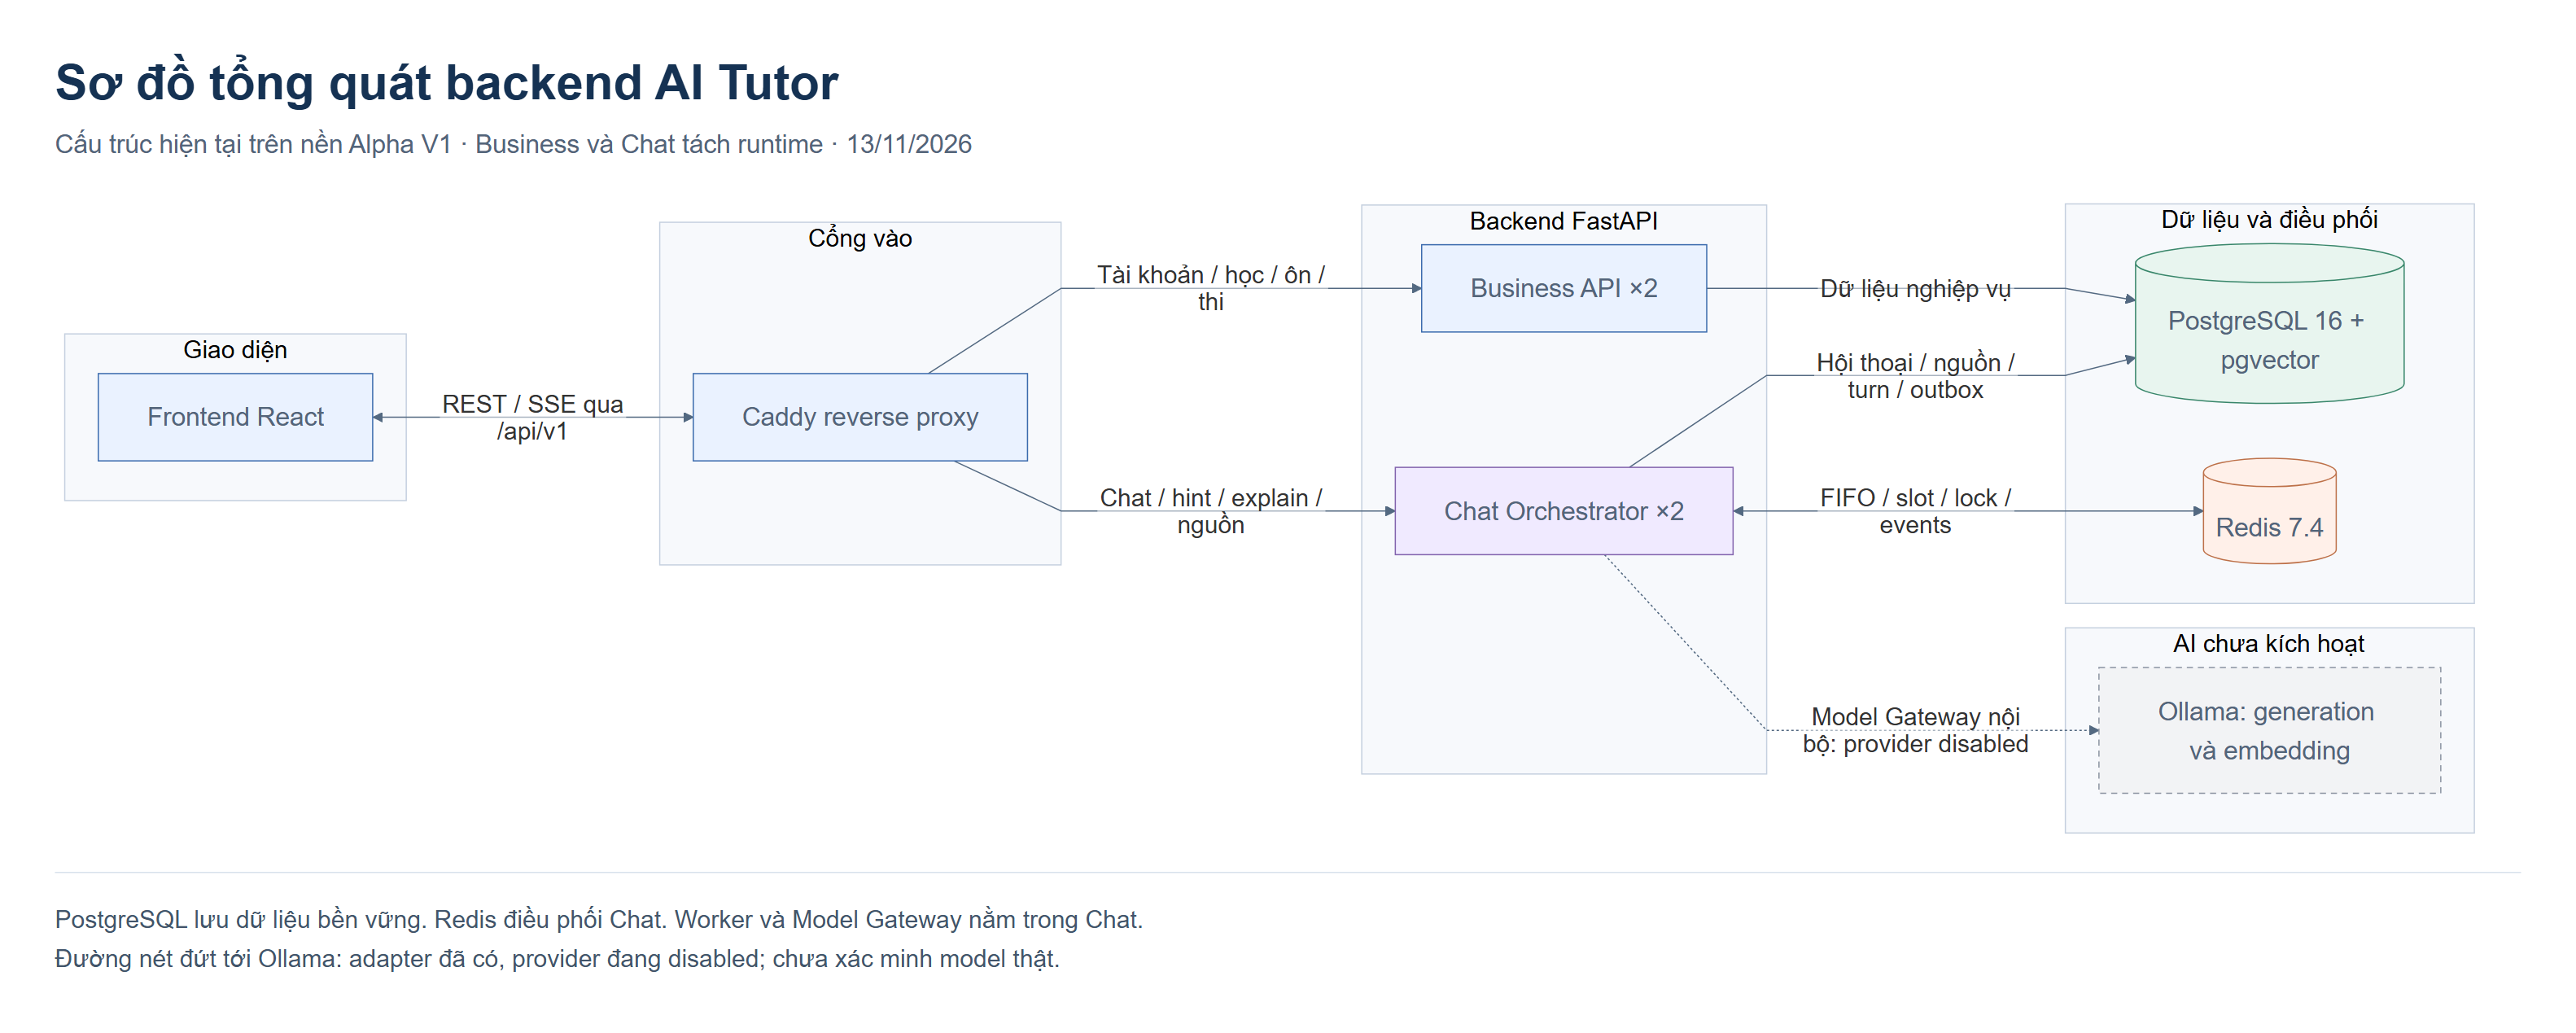 Sơ đồ tổng quát backend AI Tutor
Cấu trúc hiện tại trên nền Alpha V1 · Business và Chat tách runtime · 13/11/2026
Giao diện
Frontend React
REST / SSE qua
/api/v1
Cổng vào
Caddy reverse proxy
Tài khoản / học / ôn /
thi
Chat / hint / explain /
nguồn
Backend FastAPI
Business API ×2
Chat Orchestrator ×2
Dữ liệu nghiệp vụ
Hội thoại / nguồn /
turn / outbox
FIFO / slot / lock /
events
Model Gateway nội
bộ: provider disabled
Dữ liệu và điều phối
PostgreSQL 16 +
pgvector
Redis 7.4
AI chưa kích hoạt
Ollama: generation
và embedding
PostgreSQL lưu dữ liệu bền vững. Redis điều phối Chat. Worker và Model Gateway nằm trong Chat.
Đường nét đứt tới Ollama: adapter đã có, provider đang disabled; chưa xác minh model thật.